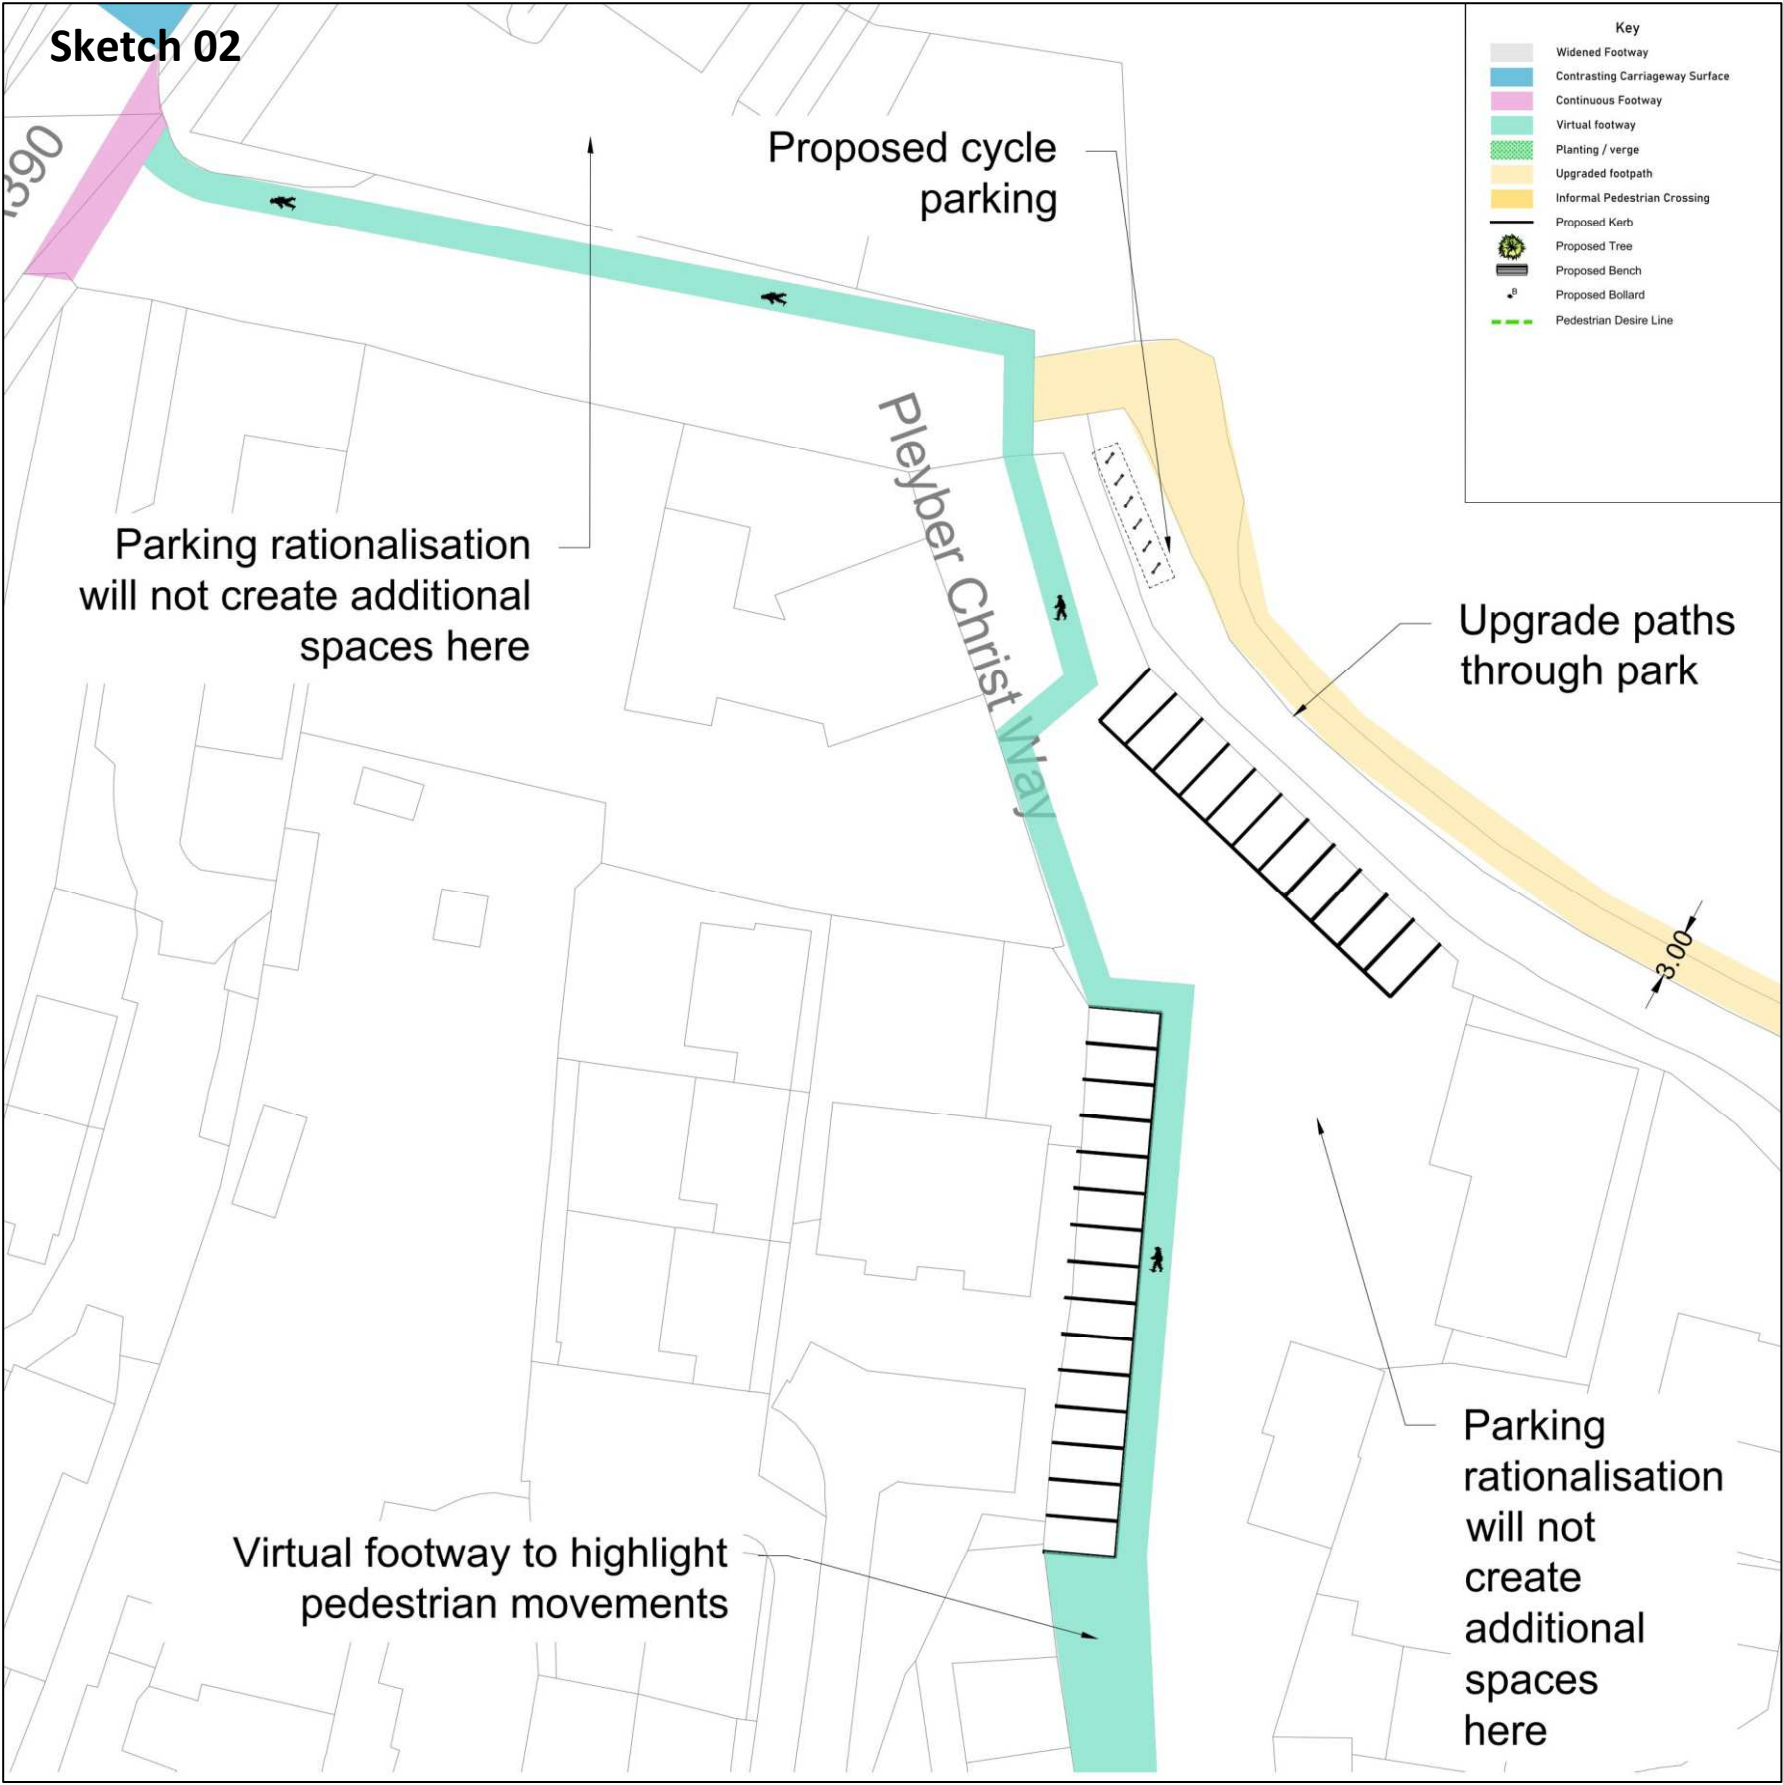 Sketch 02
Key
Widened Footway
Contrasting Carriageway Surface
Continuous Footway
Virtual footway
Planting / verge
Upgraded footpath
Informal Pedestrian Crossing
Proposed Kerb
Proposed Tree
Proposed Bench
B
Proposed Bollard
Pedestrian Desire Line
Proposed cycle
parking
Pleyber Christ Way
Parking rationalisation
will not create additional
spaces here
Upgrade paths
through park
3.00
Parking
rationalisation
will not
create
additional
spaces
here
Virtual footway to highlight
pedestrian movements